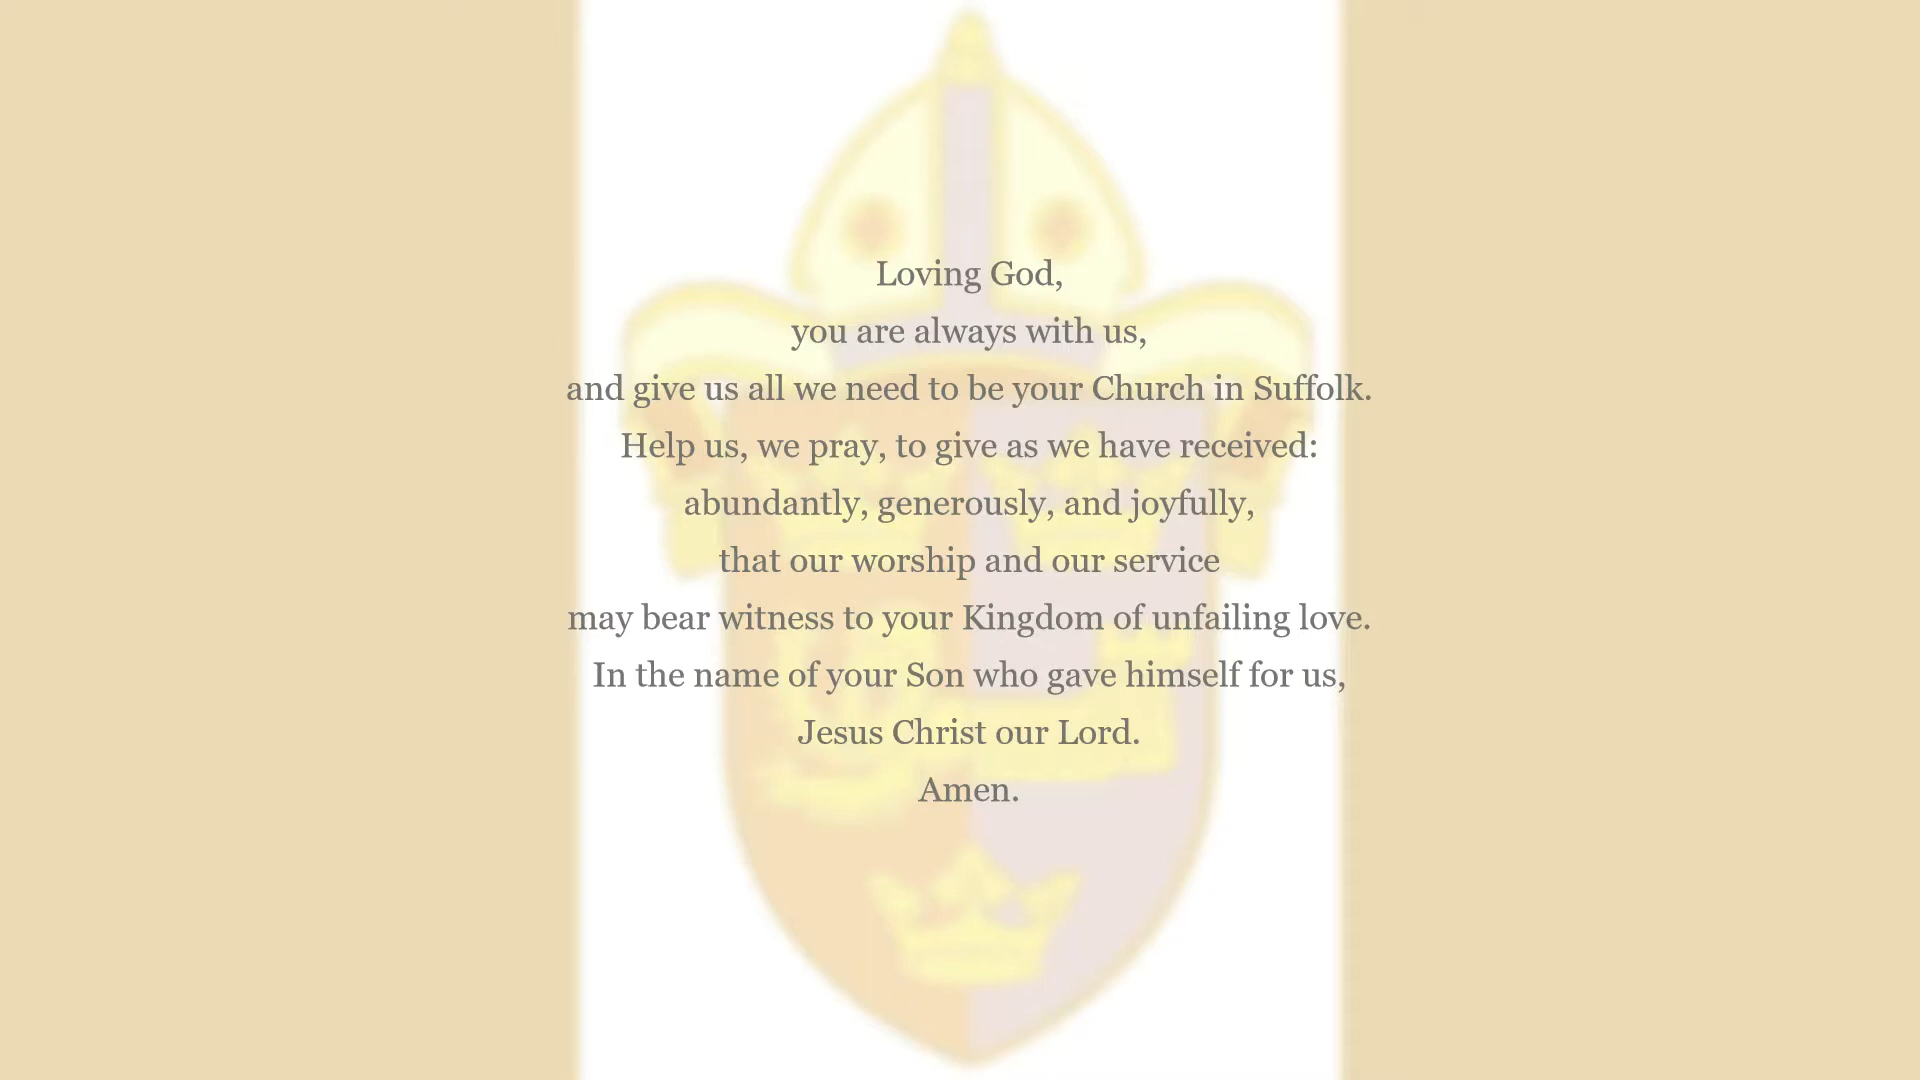 Loving God,
you are always with us,
and give us all we need to be your Church in Suffolk.
Help us, we pray, to give as we have received:
abundantly, generously, and joyfully,
that our worship and our service
may bear witness to your Kingdom of unfailing love.
In the name of your Son who gave himself for us,
Jesus Christ our Lord.
Amen.